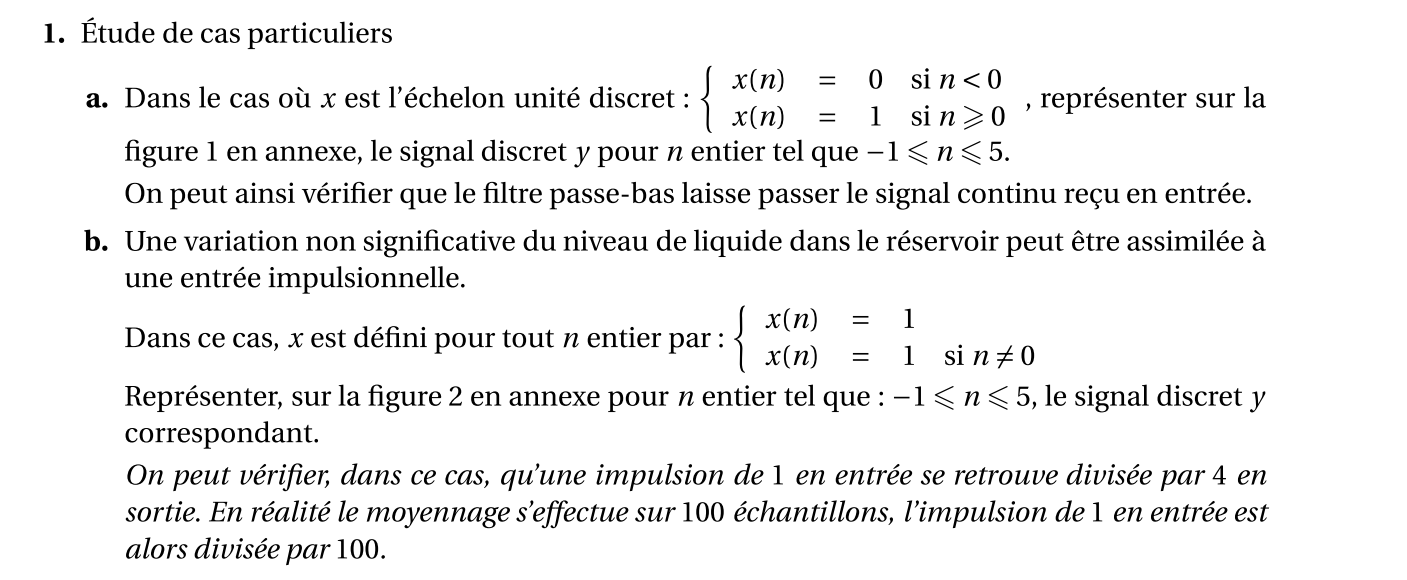 1. Étude de cas particuliers
a. Dans le cas où x est l'échelon unité discret : { x(n) = 0 si n < 0
x(n) = 1 si n ⩾ 0 , représenter sur la
figure 1 en annexe, le signal discret y pour n entier tel que −1 ⩽ n ⩽ 5.
On peut ainsi vérifier que le filtre passe-bas laisse passer le signal continu reçu en entrée.
b. Une variation non significative du niveau de liquide dans le réservoir peut être assimilée à
une entrée impulsionnelle.
Dans ce cas, x est défini pour tout n entier par : { x(n) = 1
x(n) = 1 si n ≠ 0
Représenter, sur la figure 2 en annexe pour n entier tel que : −1 ⩽ n ⩽ 5, le signal discret y
correspondant.
On peut vérifier, dans ce cas, qu'une impulsion de 1 en entrée se retrouve divisée par 4 en
sortie. En réalité le moyennage s'effectue sur 100 échantillons, l'impulsion de 1 en entrée est
alors divisée par 100.